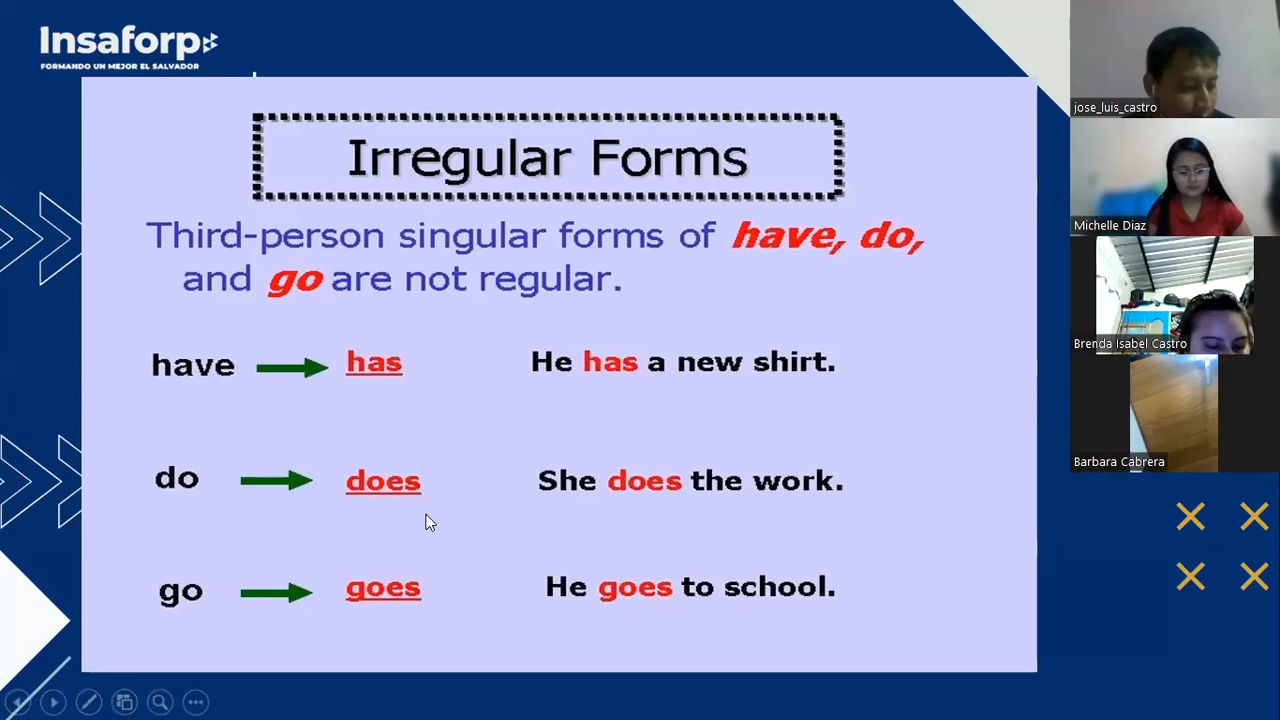 Insaforp
FORMANDO UN MEJOR EL SALVADOR
Irregular Forms
Third-person singular forms of have, do,
and go are not regular.
have has He has a new shirt.
do does She does the work.
go goes He goes to school.
jose_luis_castro
Michelle Diaz
Brenda Isabel Castro
Barbara Cabrera